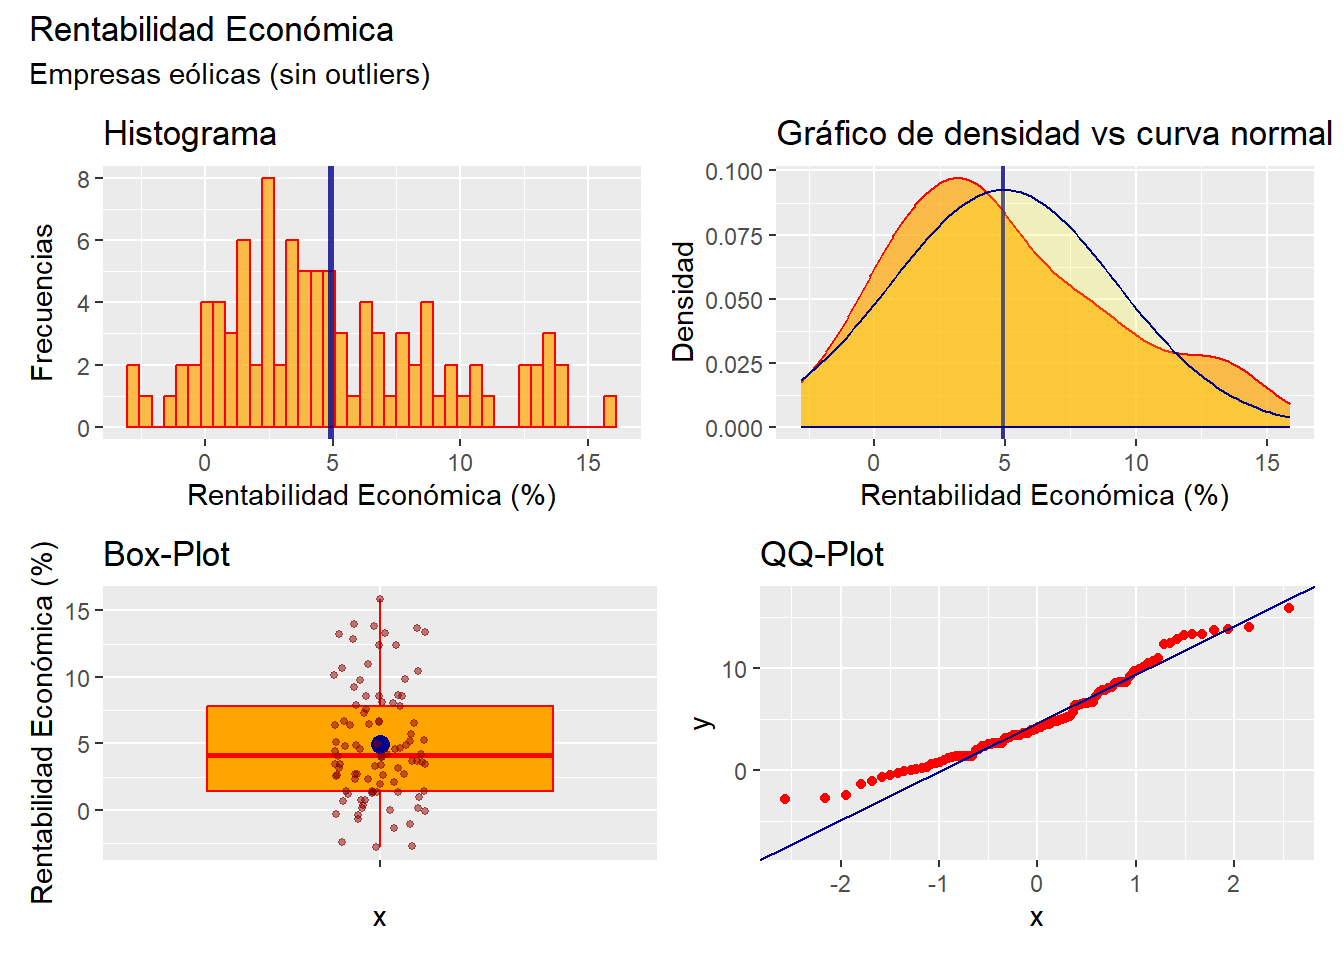 Rentabilidad Económica
Empresas eólicas (sin outliers)
Histograma
Frecuencias
8
6
4
2
0
0 5 10 15
Rentabilidad Económica (%)
Gráfico de densidad vs curva normal
Densidad
0.100
0.075
0.050
0.025
0.000
0 5 10 15
Rentabilidad Económica (%)
Box-Plot
Rentabilidad Económica (%)
15
10
5
0
x
QQ-Plot
y
10
0
-2 -1 0 1 2
x